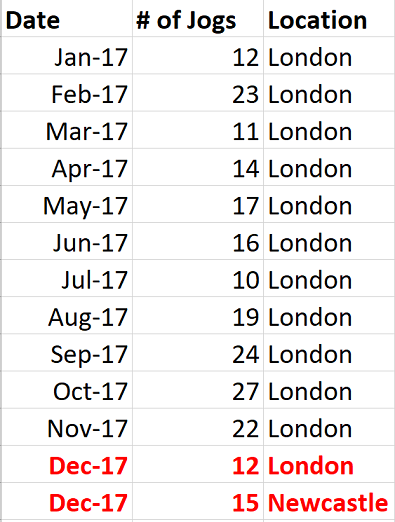 Date # of Jogs Location
Jan-17 12 London
Feb-17 23 London
Mar-17 11 London
Apr-17 14 London
May-17 17 London
Jun-17 16 London
Jul-17 10 London
Aug-17 19 London
Sep-17 24 London
Oct-17 27 London
Nov-17 22 London
Dec-17 12 London
Dec-17 15 Newcastle